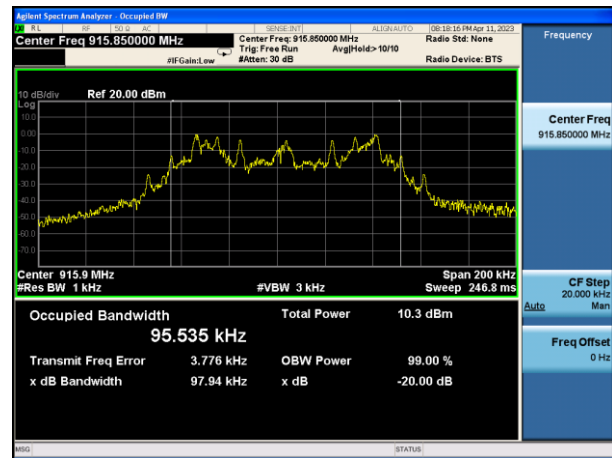 Agilent Spectrum Analyzer - Occupied BW
RL RF 50 Ω AC SENSE:INT ALIGNAUTO 08:18:16 PM Apr 11, 2023
Center Freq 915.850000 MHz Center Freq: 915.850000 MHz Radio Std: None
Trig: Free Run Avg|Hold:> 10/10
#IFGain:Low #Atten: 30 dB Radio Device: BTS
Frequency
10 dB/div Ref 20.00 dBm
Log
10.0
0.00
-10.0
-20.0
-30.0
-40.0
-50.0
-60.0
-70.0
Center 915.9 MHz Span 200 kHz
#Res BW 1 kHz #VBW 3 kHz Sweep 246.8 ms
Occupied Bandwidth Total Power 10.3 dBm
95.535 kHz
Transmit Freq Error 3.776 kHz OBW Power 99.00 %
x dB Bandwidth 97.94 kHz x dB -20.00 dB
Center Freq
915.850000 MHz
CF Step
20.000 kHz
Auto Man
Freq Offset
0 Hz
MSG STATUS